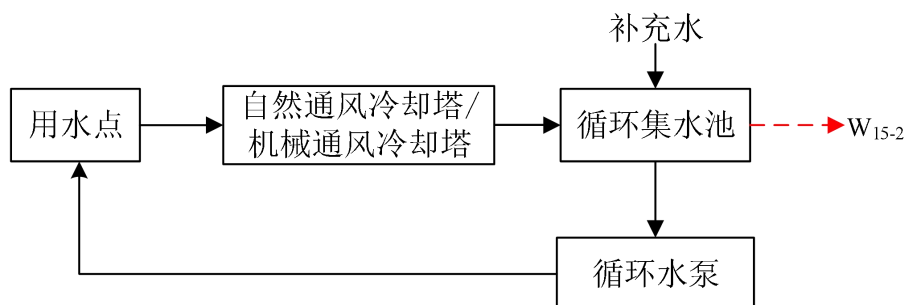 补充水
用水点
自然通风冷却塔/
机械通风冷却塔
循环集水池
W15-2
循环水泵